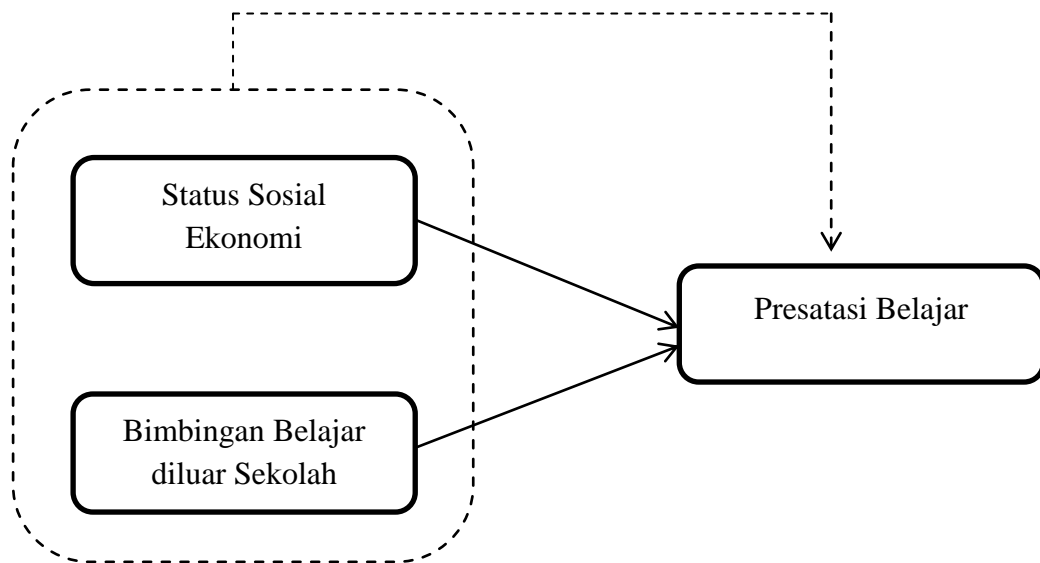 Status Sosial
Ekonomi
Presatasi Belajar
Bimbingan Belajar
diluar Sekolah